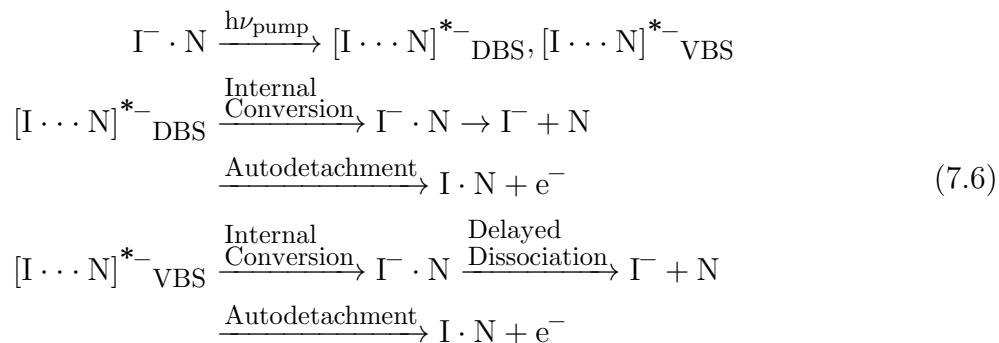 I⁻ · N —hν_pump→ [I ··· N]*⁻_DBS, [I ··· N]*⁻_VBS
[I ··· N]*⁻_DBS —Internal Conversion→ I⁻ · N → I⁻ + N
—Autodetachment→ I · N + e⁻
(7.6)
[I ··· N]*⁻_VBS —Internal Conversion→ I⁻ · N —Delayed Dissociation→ I⁻ + N
—Autodetachment→ I · N + e⁻